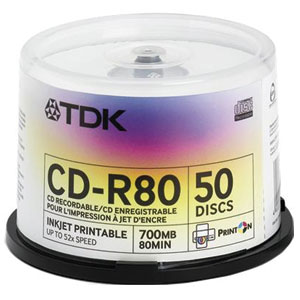 TDK
CD-R80 50 DISCS
CD RECORDABLE/CD ENREGISTRABLE
POUR L'IMPRESSION À JET D'ENCRE
INKJET PRINTABLE
UP TO 52x SPEED
700MB
80MIN
PRINT ON